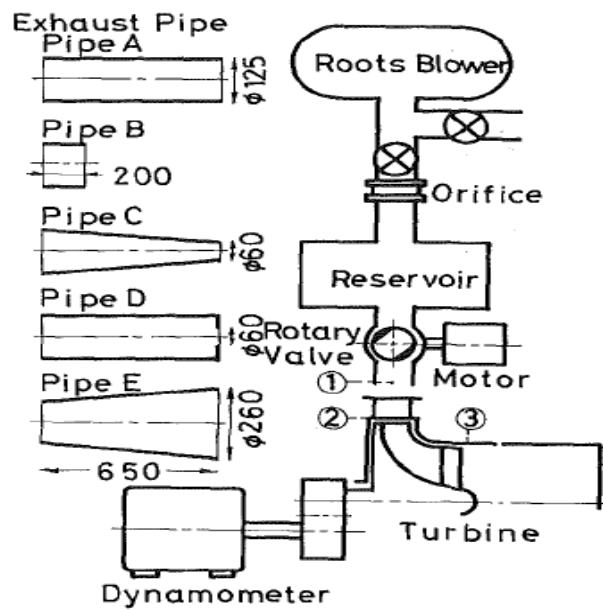 Exhaust Pipe
Pipe A
φ125
Pipe B
200
Pipe C
φ60
Pipe D
φ60
Pipe E
φ260
650
Roots Blower
Orifice
Reservoir
Rotary
Valve
Motor
①
②
③
Turbine
Dynamometer